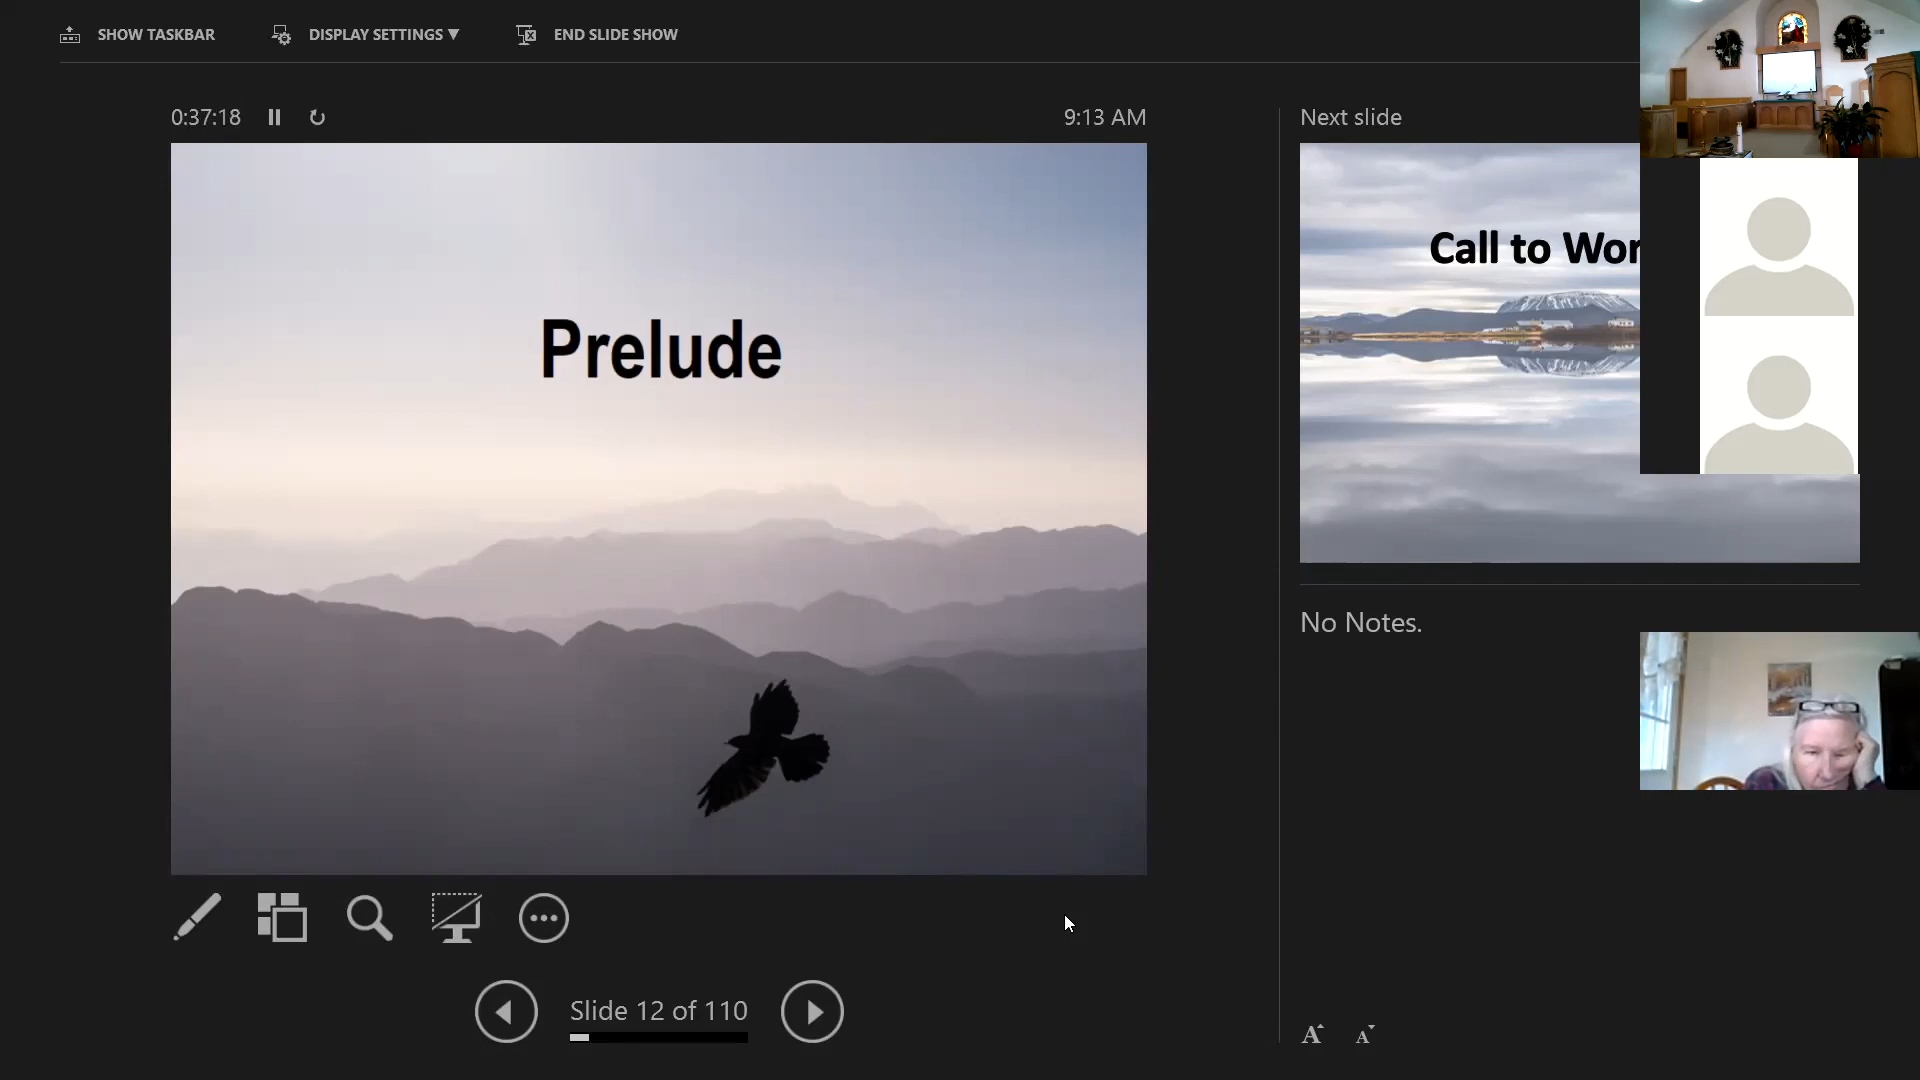 SHOW TASKBAR
DISPLAY SETTINGS ▼
END SLIDE SHOW
0:37:18
9:13 AM
Next slide
Prelude
Call to Wor
No Notes.
Slide 12 of 110
A A